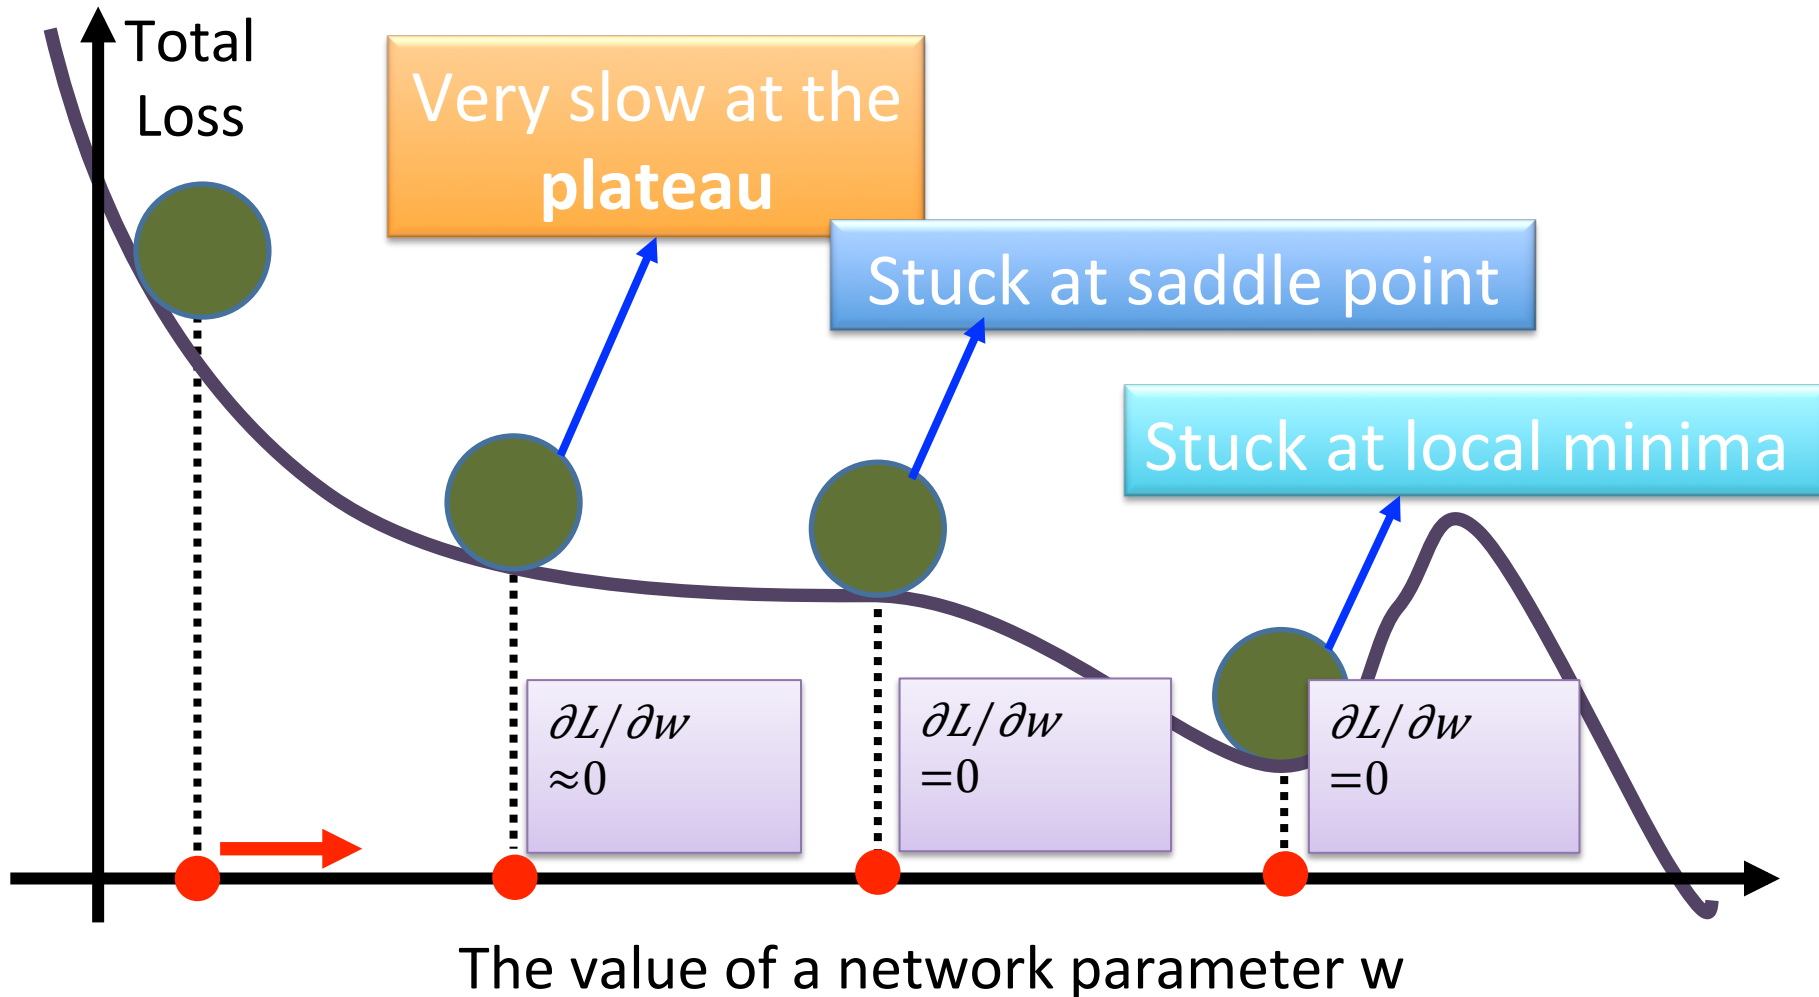 Total
Loss
Very slow at the
plateau
Stuck at saddle point
Stuck at local minima
∂L/∂w
≈0
∂L/∂w
=0
∂L/∂w
=0
The value of a network parameter w